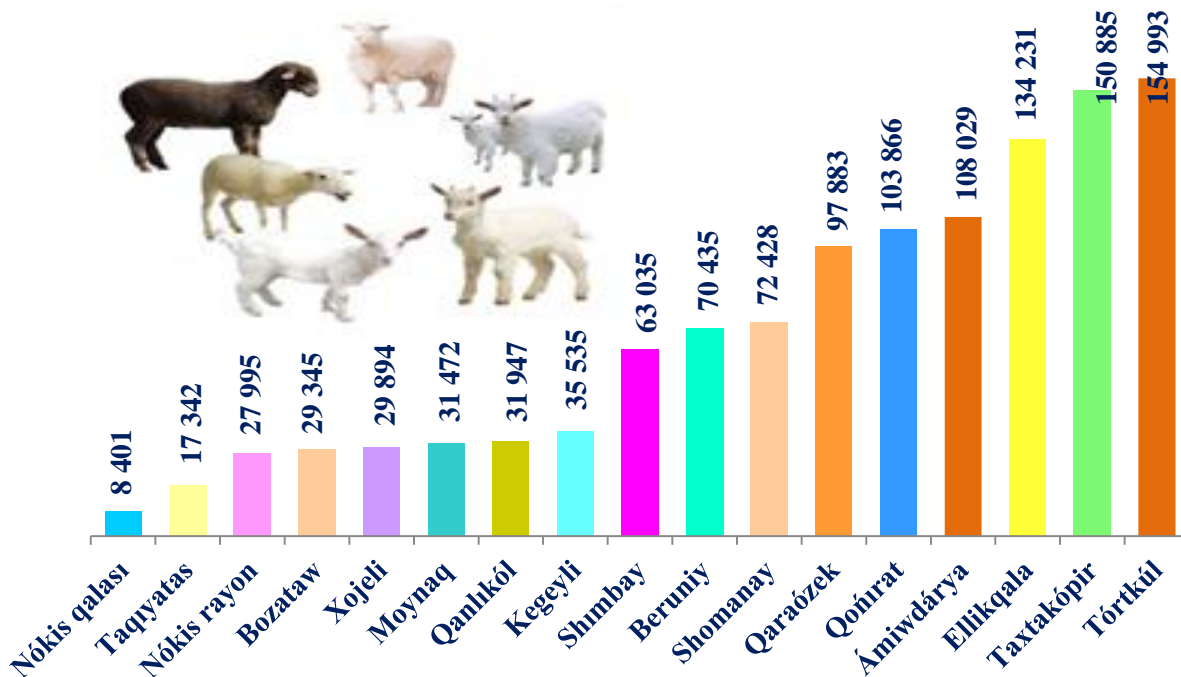 8 401
17 342
27 995
29 345
29 894
31 472
31 947
35 535
63 035
70 435
72 428
97 883
103 866
108 029
134 231
150 885
154 993
Nókis qalası
Taqıyatas
Nókis rayon
Bozataw
Xojeli
Moynaq
Qanlıkól
Kegeyli
Shımbay
Beruniy
Shomanay
Qaraózek
Qońırat
Ámiwdárya
Ellikqala
Taxtakópir
Tórtkúl